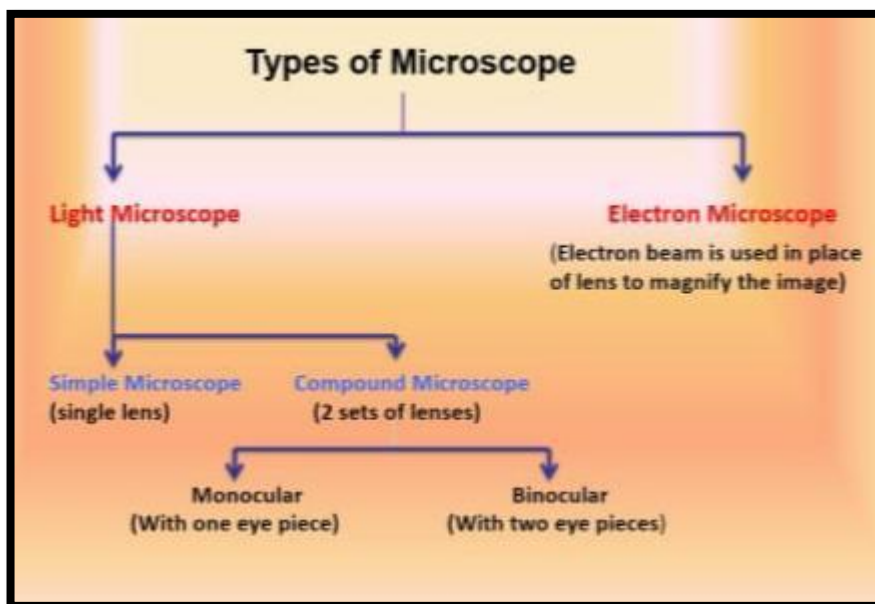 Types of Microscope
Light Microscope
Electron Microscope
(Electron beam is used in place
of lens to magnify the image)
Simple Microscope
(single lens)
Compound Microscope
(2 sets of lenses)
Monocular
(With one eye piece)
Binocular
(With two eye pieces)